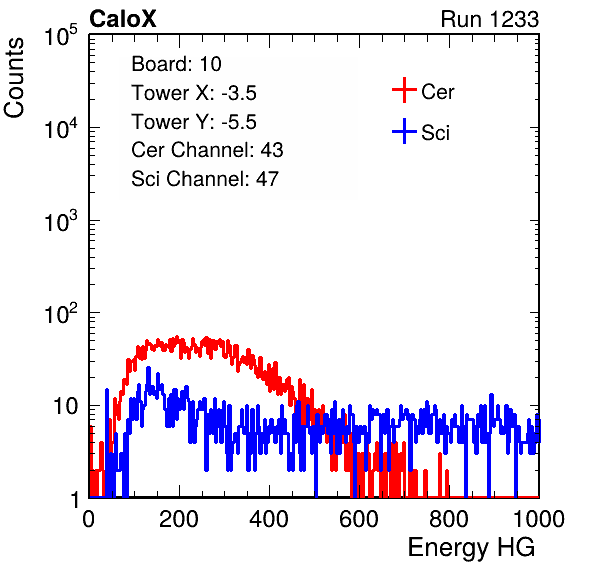 CaloX Run 1233
Counts
Board: 10
Tower X: -3.5
Tower Y: -5.5
Cer Channel: 43
Sci Channel: 47
Cer
Sci
10^5
10^4
10^3
10^2
10
1
0 200 400 600 800 1000
Energy HG